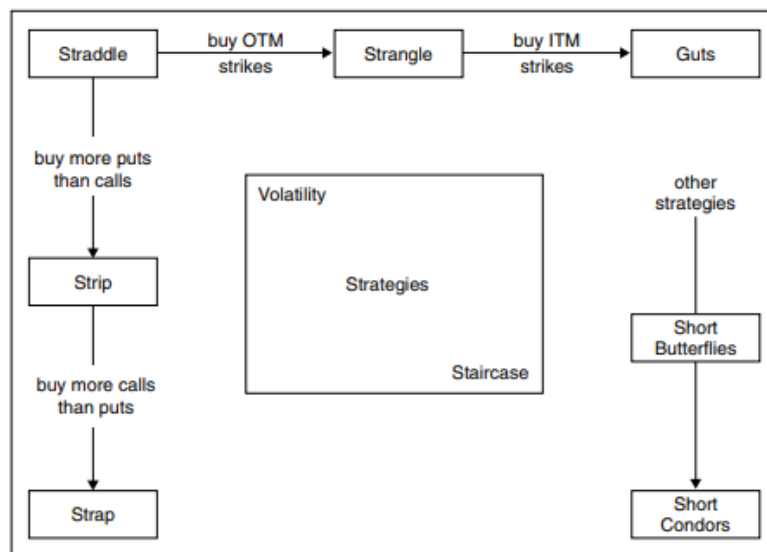 Straddle
buy OTM
strikes
Strangle
buy ITM
strikes
Guts
buy more puts
than calls
Volatility
Strategies
Staircase
other
strategies
Strip
Short
Butterflies
buy more calls
than puts
Strap
Short
Condors